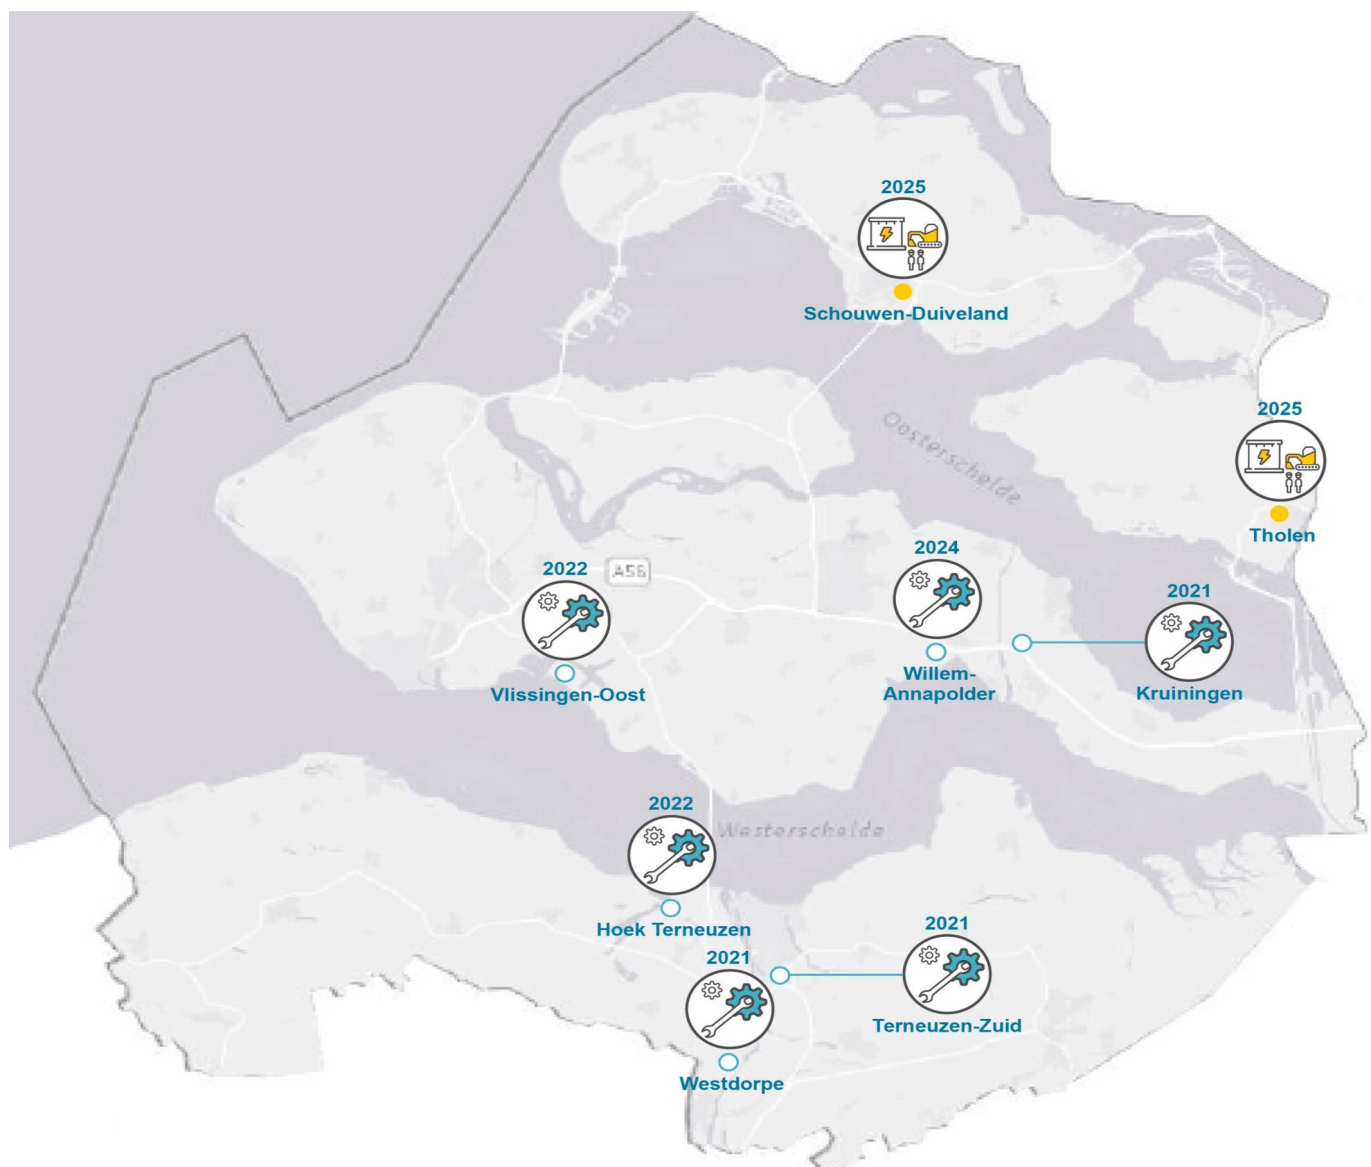 2025
Schouwen-Duiveland
Oosterschelde
2025
Tholen
2022
A58
Vlissingen-Oost
2024
Willem-
Annapolder
2021
Kruiningen
2022
Westerschelde
Hoek Terneuzen
2021
Westdorpe
2021
Terneuzen-Zuid